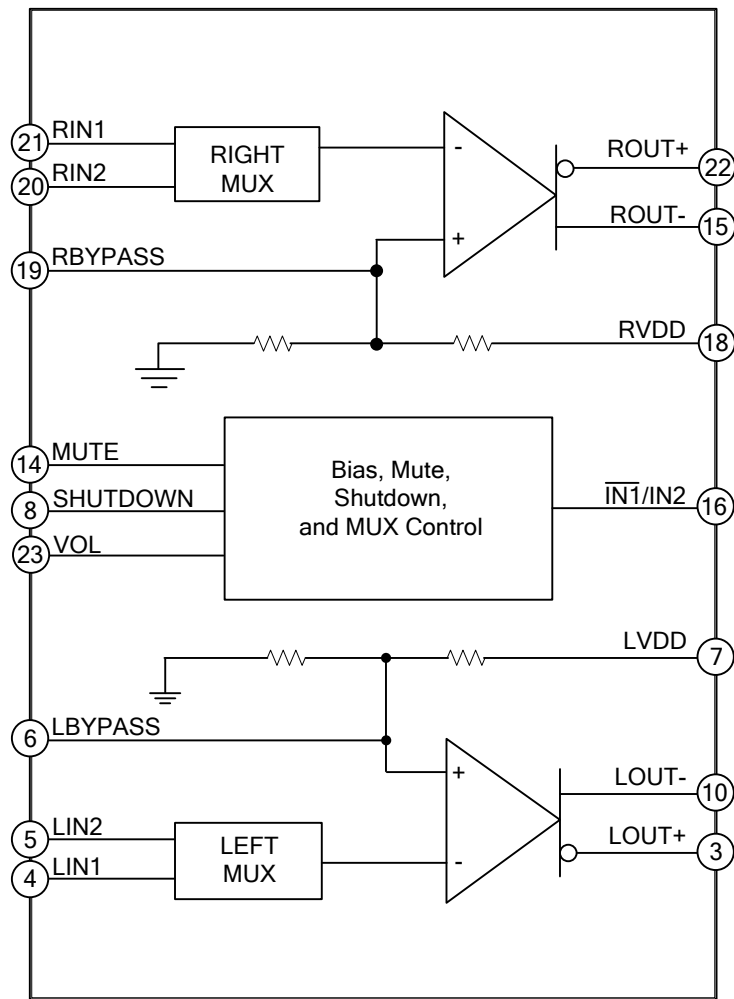 21 RIN1
20 RIN2
RIGHT
MUX
-
+
ROUT+ 22
ROUT- 15
19 RBYPASS
RVDD 18
14 MUTE
8 SHUTDOWN
23 VOL
Bias, Mute,
Shutdown,
and MUX Control
I̅N̅1̅/IN2 16
LVDD 7
6 LBYPASS
+
-
LOUT- 10
LOUT+ 3
5 LIN2
4 LIN1
LEFT
MUX